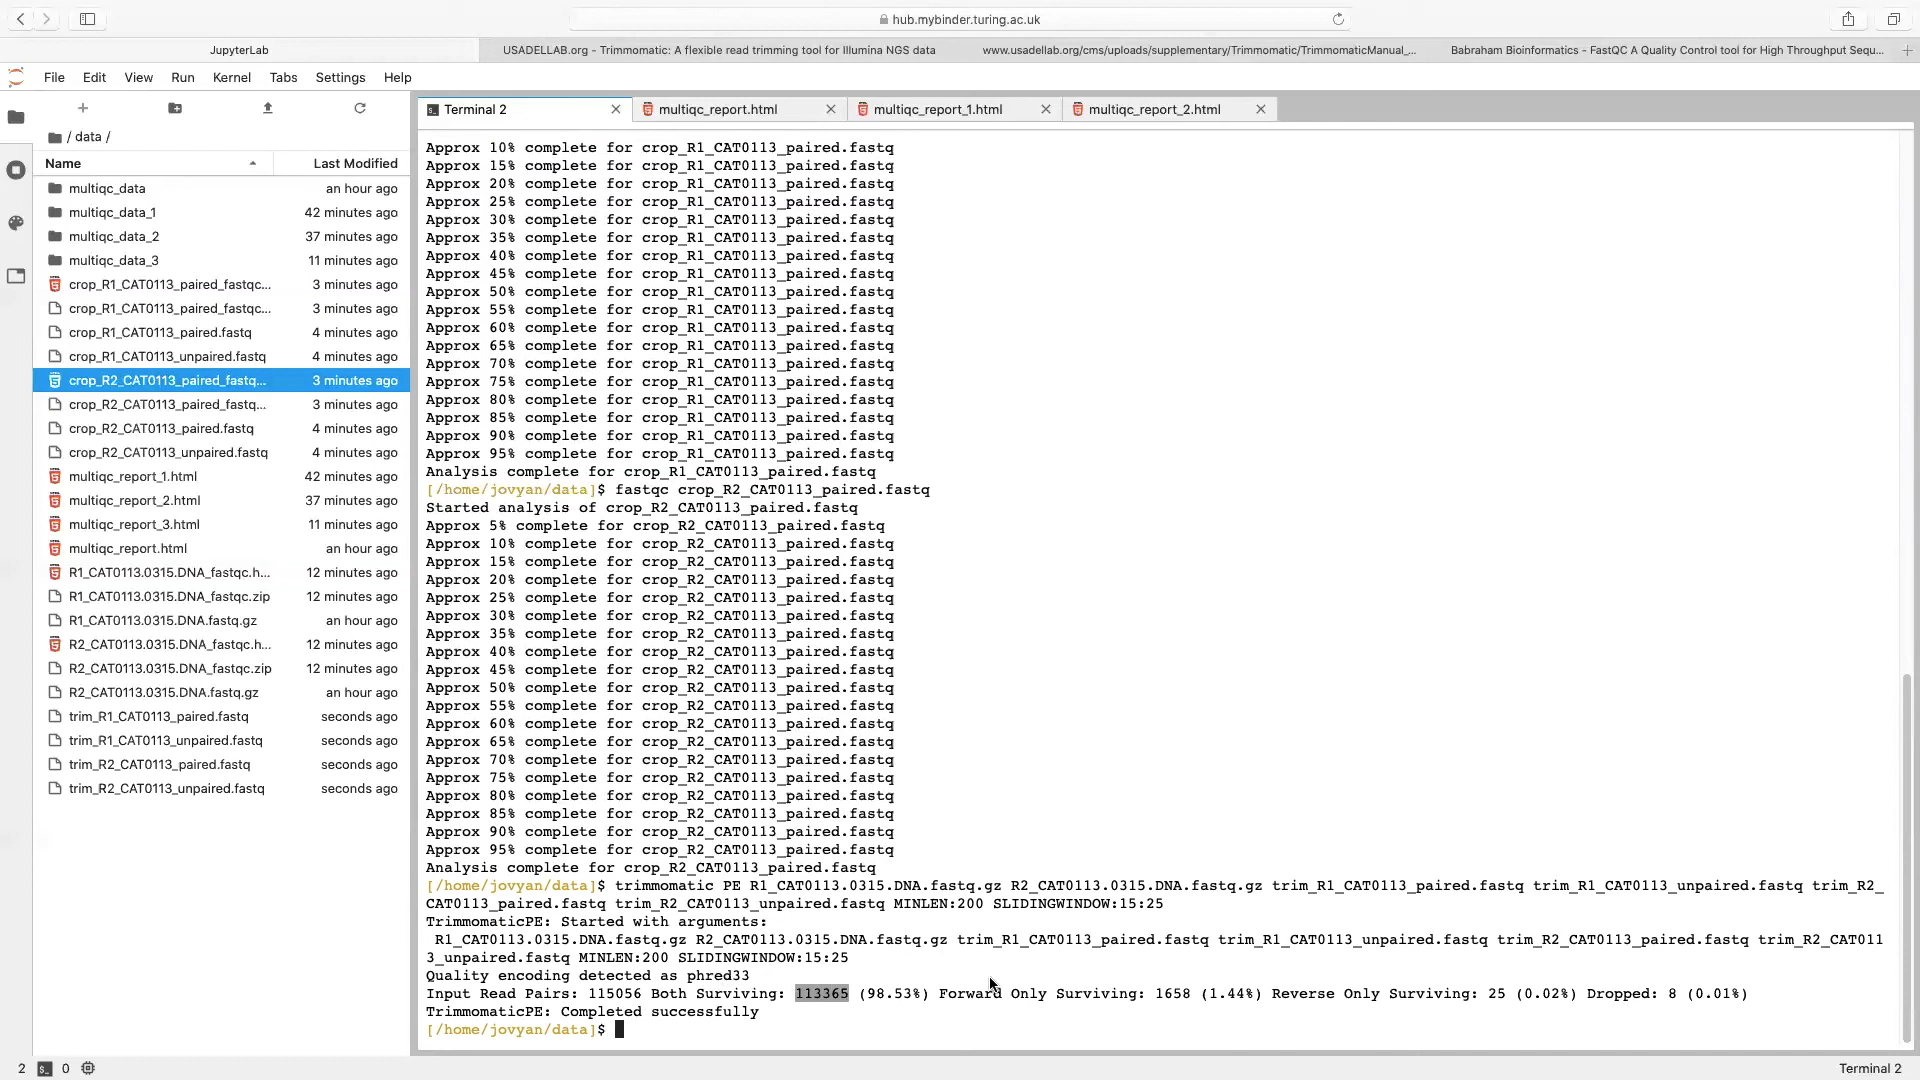 hub.mybinder.turing.ac.uk
JupyterLab
USADELLAB.org - Trimmomatic: A flexible read trimming tool for Illumina NGS data
www.usadellab.org/cms/uploads/supplementary/Trimmomatic/TrimmomaticManual_...
Babraham Bioinformatics - FastQC A Quality Control tool for High Throughput Sequ...
File Edit View Run Kernel Tabs Settings Help
Terminal 2
multiqc_report.html
multiqc_report_1.html
multiqc_report_2.html
/ data /
Name Last Modified
multiqc_data an hour ago
multiqc_data_1 42 minutes ago
multiqc_data_2 37 minutes ago
multiqc_data_3 11 minutes ago
crop_R1_CAT0113_paired_fastqc... 3 minutes ago
crop_R1_CAT0113_paired_fastqc... 3 minutes ago
crop_R1_CAT0113_paired.fastq 4 minutes ago
crop_R1_CAT0113_unpaired.fastq 4 minutes ago
crop_R2_CAT0113_paired_fastq... 3 minutes ago
crop_R2_CAT0113_paired_fastq... 3 minutes ago
crop_R2_CAT0113_paired.fastq 4 minutes ago
crop_R2_CAT0113_unpaired.fastq 4 minutes ago
multiqc_report_1.html 42 minutes ago
multiqc_report_2.html 37 minutes ago
multiqc_report_3.html 11 minutes ago
multiqc_report.html an hour ago
R1_CAT0113.0315.DNA_fastqc.h... 12 minutes ago
R1_CAT0113.0315.DNA_fastqc.zip 12 minutes ago
R1_CAT0113.0315.DNA.fastq.gz an hour ago
R2_CAT0113.0315.DNA_fastqc.h... 12 minutes ago
R2_CAT0113.0315.DNA_fastqc.zip 12 minutes ago
R2_CAT0113.0315.DNA.fastq.gz an hour ago
trim_R1_CAT0113_paired.fastq seconds ago
trim_R1_CAT0113_unpaired.fastq seconds ago
trim_R2_CAT0113_paired.fastq seconds ago
trim_R2_CAT0113_unpaired.fastq seconds ago
Approx 10% complete for crop_R1_CAT0113_paired.fastq
Approx 15% complete for crop_R1_CAT0113_paired.fastq
Approx 20% complete for crop_R1_CAT0113_paired.fastq
Approx 25% complete for crop_R1_CAT0113_paired.fastq
Approx 30% complete for crop_R1_CAT0113_paired.fastq
Approx 35% complete for crop_R1_CAT0113_paired.fastq
Approx 40% complete for crop_R1_CAT0113_paired.fastq
Approx 45% complete for crop_R1_CAT0113_paired.fastq
Approx 50% complete for crop_R1_CAT0113_paired.fastq
Approx 55% complete for crop_R1_CAT0113_paired.fastq
Approx 60% complete for crop_R1_CAT0113_paired.fastq
Approx 65% complete for crop_R1_CAT0113_paired.fastq
Approx 70% complete for crop_R1_CAT0113_paired.fastq
Approx 75% complete for crop_R1_CAT0113_paired.fastq
Approx 80% complete for crop_R1_CAT0113_paired.fastq
Approx 85% complete for crop_R1_CAT0113_paired.fastq
Approx 90% complete for crop_R1_CAT0113_paired.fastq
Approx 95% complete for crop_R1_CAT0113_paired.fastq
Analysis complete for crop_R1_CAT0113_paired.fastq
[/home/jovyan/data]$ fastqc crop_R2_CAT0113_paired.fastq
Started analysis of crop_R2_CAT0113_paired.fastq
Approx 5% complete for crop_R2_CAT0113_paired.fastq
Approx 10% complete for crop_R2_CAT0113_paired.fastq
Approx 15% complete for crop_R2_CAT0113_paired.fastq
Approx 20% complete for crop_R2_CAT0113_paired.fastq
Approx 25% complete for crop_R2_CAT0113_paired.fastq
Approx 30% complete for crop_R2_CAT0113_paired.fastq
Approx 35% complete for crop_R2_CAT0113_paired.fastq
Approx 40% complete for crop_R2_CAT0113_paired.fastq
Approx 45% complete for crop_R2_CAT0113_paired.fastq
Approx 50% complete for crop_R2_CAT0113_paired.fastq
Approx 55% complete for crop_R2_CAT0113_paired.fastq
Approx 60% complete for crop_R2_CAT0113_paired.fastq
Approx 65% complete for crop_R2_CAT0113_paired.fastq
Approx 70% complete for crop_R2_CAT0113_paired.fastq
Approx 75% complete for crop_R2_CAT0113_paired.fastq
Approx 80% complete for crop_R2_CAT0113_paired.fastq
Approx 85% complete for crop_R2_CAT0113_paired.fastq
Approx 90% complete for crop_R2_CAT0113_paired.fastq
Approx 95% complete for crop_R2_CAT0113_paired.fastq
Analysis complete for crop_R2_CAT0113_paired.fastq
[/home/jovyan/data]$ trimmomatic PE R1_CAT0113.0315.DNA.fastq.gz R2_CAT0113.0315.DNA.fastq.gz trim_R1_CAT0113_paired.fastq trim_R1_CAT0113_unpaired.fastq trim_R2_
CAT0113_paired.fastq trim_R2_CAT0113_unpaired.fastq MINLEN:200 SLIDINGWINDOW:15:25
TrimmomaticPE: Started with arguments:
R1_CAT0113.0315.DNA.fastq.gz R2_CAT0113.0315.DNA.fastq.gz trim_R1_CAT0113_paired.fastq trim_R1_CAT0113_unpaired.fastq trim_R2_CAT0113_paired.fastq trim_R2_CAT011
3_unpaired.fastq MINLEN:200 SLIDINGWINDOW:15:25
Quality encoding detected as phred33
Input Read Pairs: 115056 Both Surviving: 113365 (98.53%) Forward Only Surviving: 1658 (1.44%) Reverse Only Surviving: 25 (0.02%) Dropped: 8 (0.01%)
TrimmomaticPE: Completed successfully
[/home/jovyan/data]$
2 0 Terminal 2